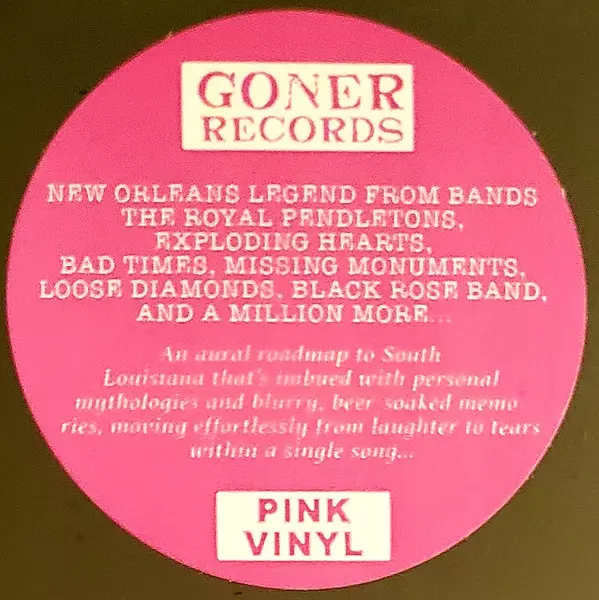 GONER
RECORDS
NEW ORLEANS LEGEND FROM BANDS
THE ROYAL PENDLETONS,
EXPLODING HEARTS,
BAD TIMES, MISSING MONUMENTS,
LOOSE DIAMONDS, BLACK ROSE BAND,
AND A MILLION MORE...
An aural roadmap to South
Louisiana that's imbued with personal
mythologies and blurry, beer soaked memo
ries, moving effortlessly from laughter to tears
within a single song...
PINK
VINYL